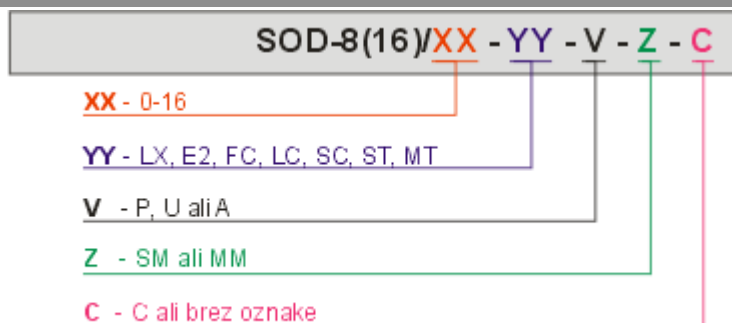 SOD-8(16)/XX - YY - V - Z - C
XX - 0-16
YY - LX, E2, FC, LC, SC, ST, MT
V - P, U ali A
Z - SM ali MM
C - C ali brez oznake